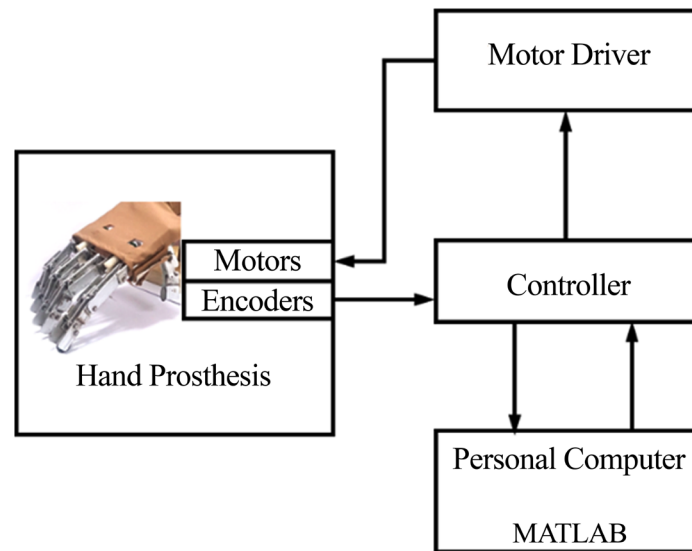 Motor Driver
Motors
Encoders
Controller
Hand Prosthesis
Personal Computer
MATLAB